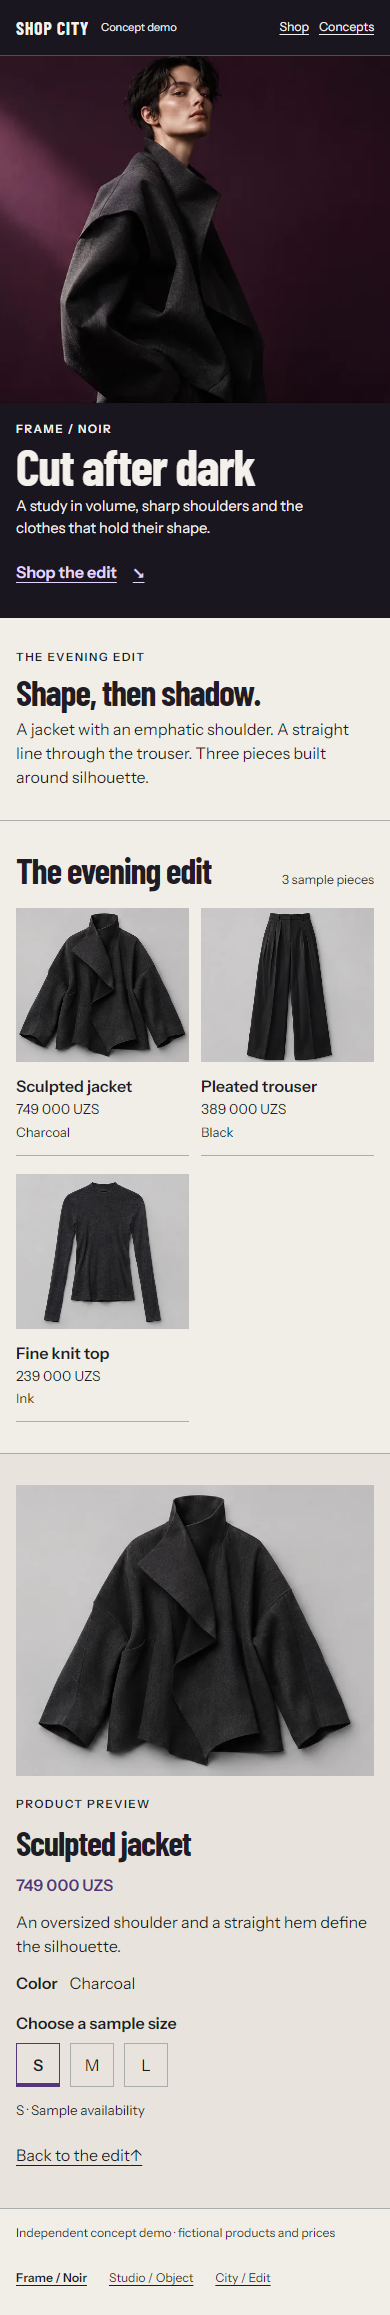 SHOP CITY Concept demo Shop Concepts
FRAME / NOIR
Cut after dark
A study in volume, sharp shoulders and the
clothes that hold their shape.
Shop the edit ↘
THE EVENING EDIT
Shape, then shadow.
A jacket with an emphatic shoulder. A straight
line through the trouser. Three pieces built
around silhouette.
The evening edit 3 sample pieces
Sculpted jacket
749 000 UZS
Charcoal
Pleated trouser
389 000 UZS
Black
Fine knit top
239 000 UZS
Ink
PRODUCT PREVIEW
Sculpted jacket
749 000 UZS
An oversized shoulder and a straight hem define
the silhouette.
Color Charcoal
Choose a sample size
S M L
S · Sample availability
Back to the edit↑
Independent concept demo · fictional products and prices
Frame / Noir Studio / Object City / Edit